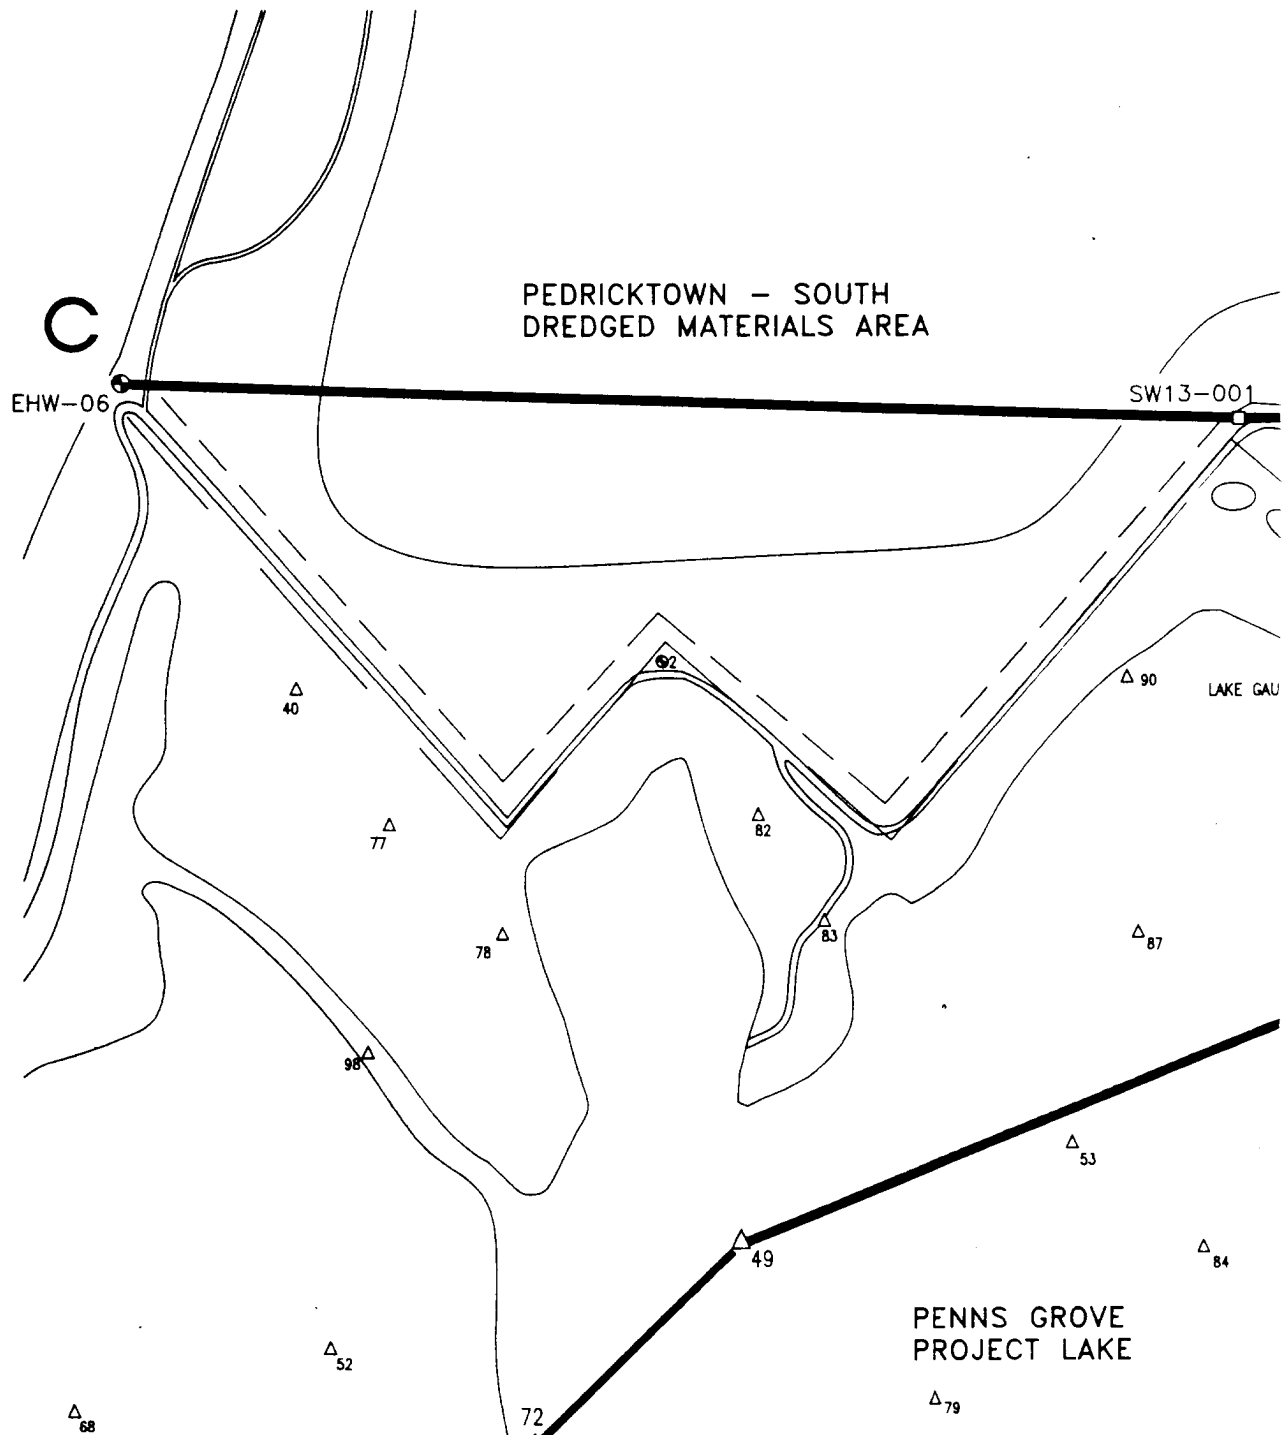 PEDRICKTOWN – SOUTH
DREDGED MATERIALS AREA
C
EHW–06
SW13–001
2
90
LAKE GAU
40
82
77
83
78
87
98
53
49
84
PENNS GROVE
PROJECT LAKE
52
79
72
68